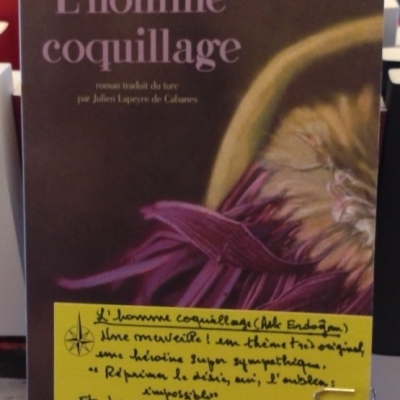 L'homme
coquillage
roman traduit du turc
par Julien Lapeyre de Cabanes
L'homme coquillage (Aslı Erdoğan)
Une merveille ! un thème très original,
une héroïne super sympathique.
"Réprimer le désir, oui, l'oublier :
impossible"